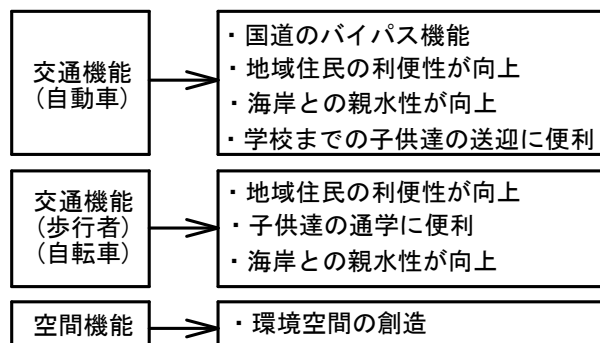 交通機能
(自動車)
・国道のバイパス機能
・地域住民の利便性が向上
・海岸との親水性が向上
・学校までの子供達の送迎に便利
交通機能
(歩行者)
(自転車)
・地域住民の利便性が向上
・子供達の通学に便利
・海岸との親水性が向上
空間機能
・環境空間の創造